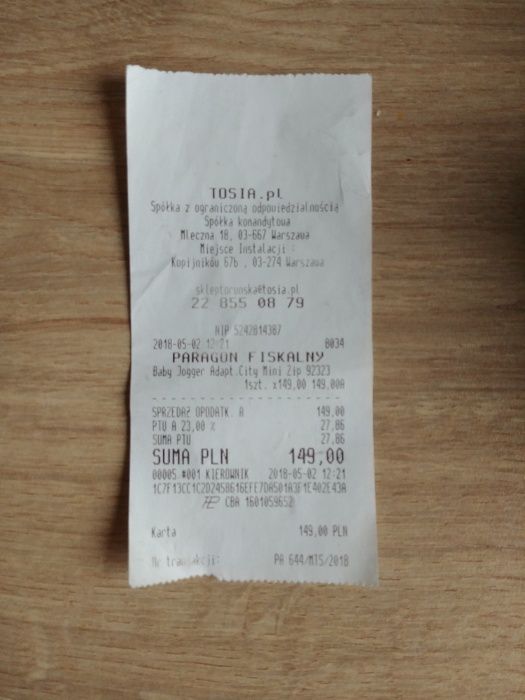 TOSIA.pl
Spółka z ograniczoną odpowiedzialnością
Spółka komandytowa
Mleczna 18, 03-667 Warszawa
Miejsce Instalacji :
Kopijników 67b , 03-274 Warszawa
skleptorunska@tosia.pl
22 855 08 79
NIP 5242814387
2018-05-02 12:21 8034
PARAGON FISKALNY
Baby Jogger Adapt.City Mini Zip 92323
1szt. x149,00 149,00A
SPRZEDAŻ OPODATK. A 149,00
PTU A 23,00 % 27,86
SUMA PTU 27,86
SUMA PLN 149,00
00005 #001 KIEROWNIK 2018-05-02 12:21
CBA 1601059652
Karta 149,00 PLN
Nr transakcji: PA 644/MTS/2018